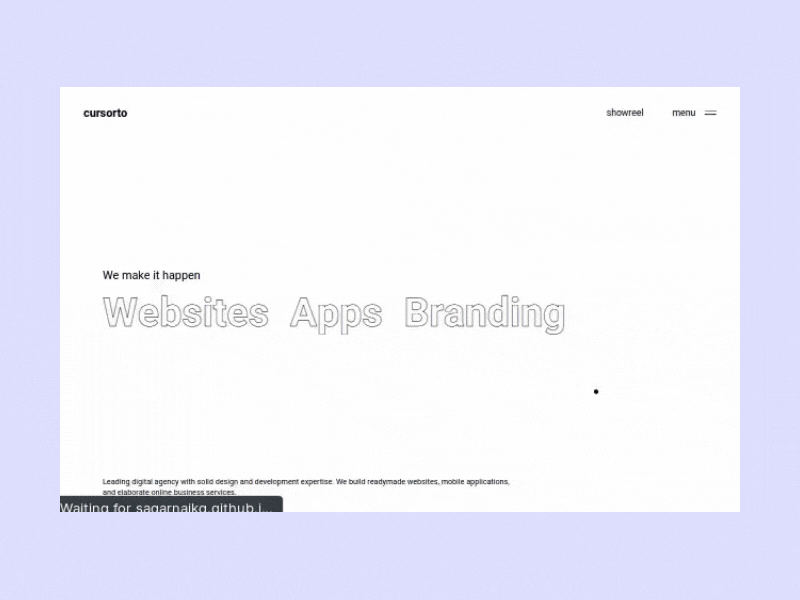 cursorto
showreel menu
We make it happen
Websites Apps Branding
Leading digital agency with solid design and development expertise. We build readymade websites, mobile applications,
and elaborate online business services.
Waiting for sagarnaikg.github.i...